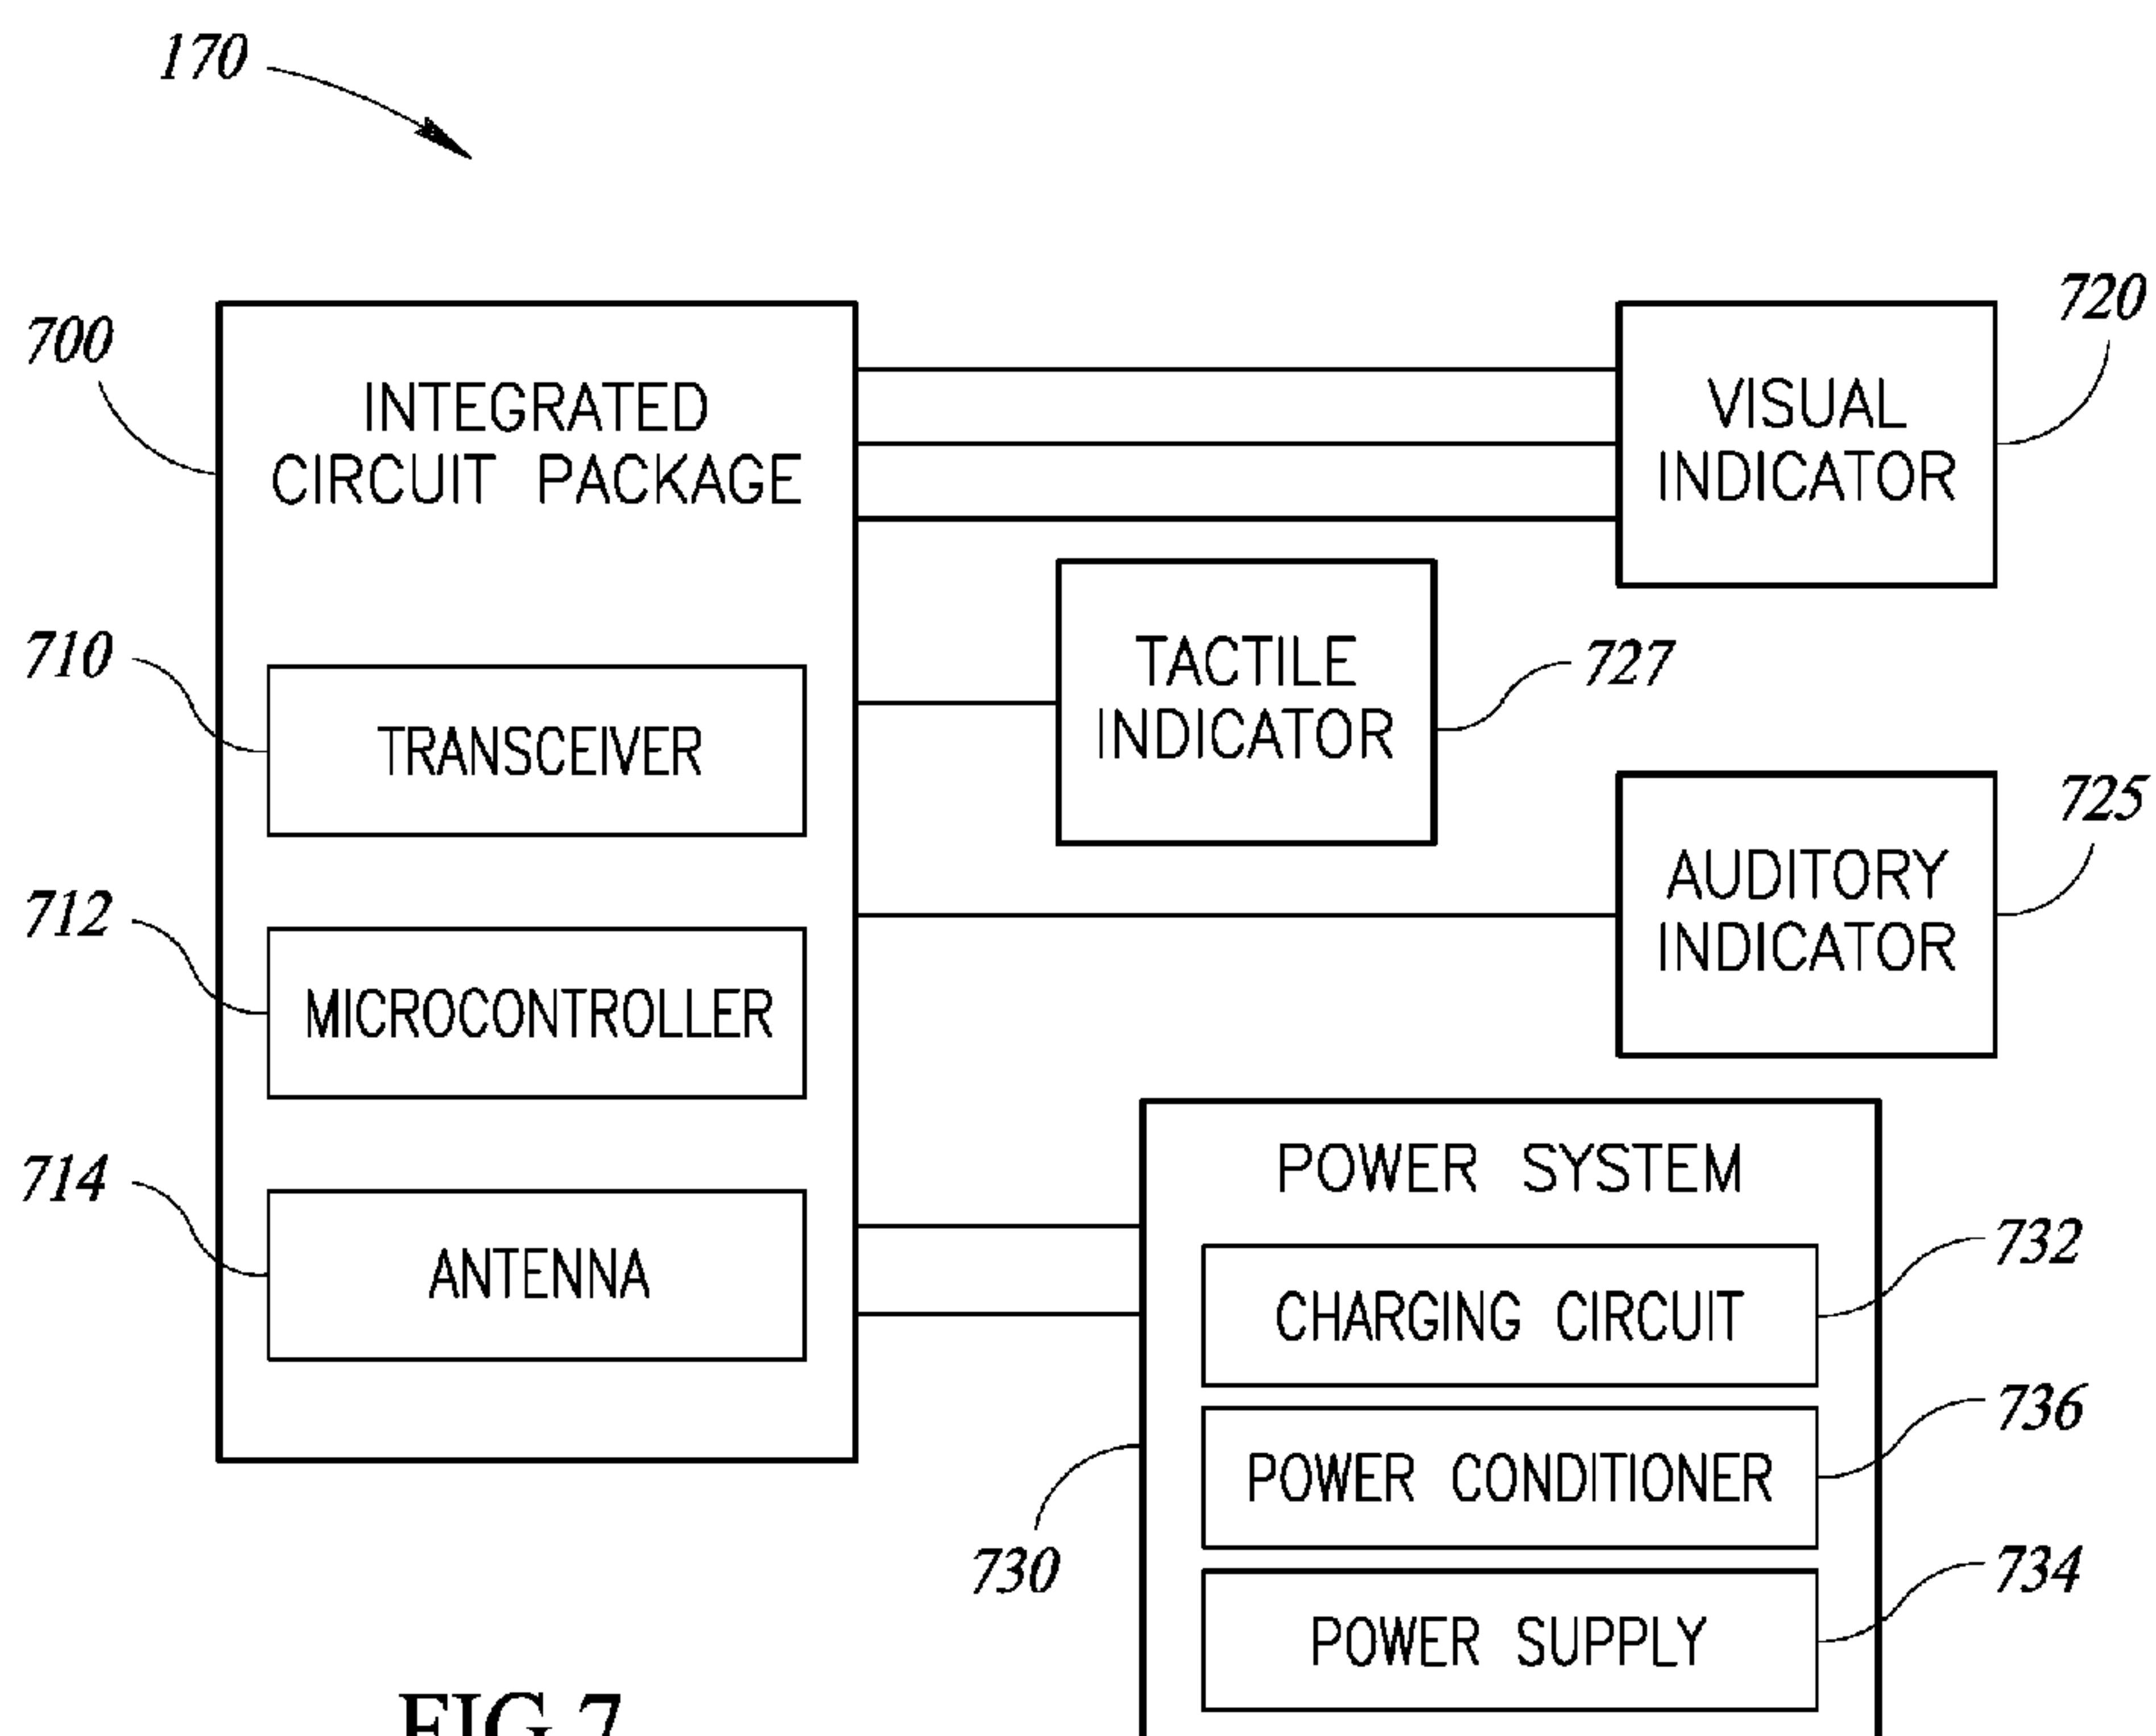 170
700
INTEGRATED
CIRCUIT PACKAGE
710
TRANSCEIVER
712
MICROCONTROLLER
714
ANTENNA
720
VISUAL
INDICATOR
TACTILE
INDICATOR
727
725
AUDITORY
INDICATOR
POWER SYSTEM
732
CHARGING CIRCUIT
736
POWER CONDITIONER
730
734
POWER SUPPLY
FIG.7